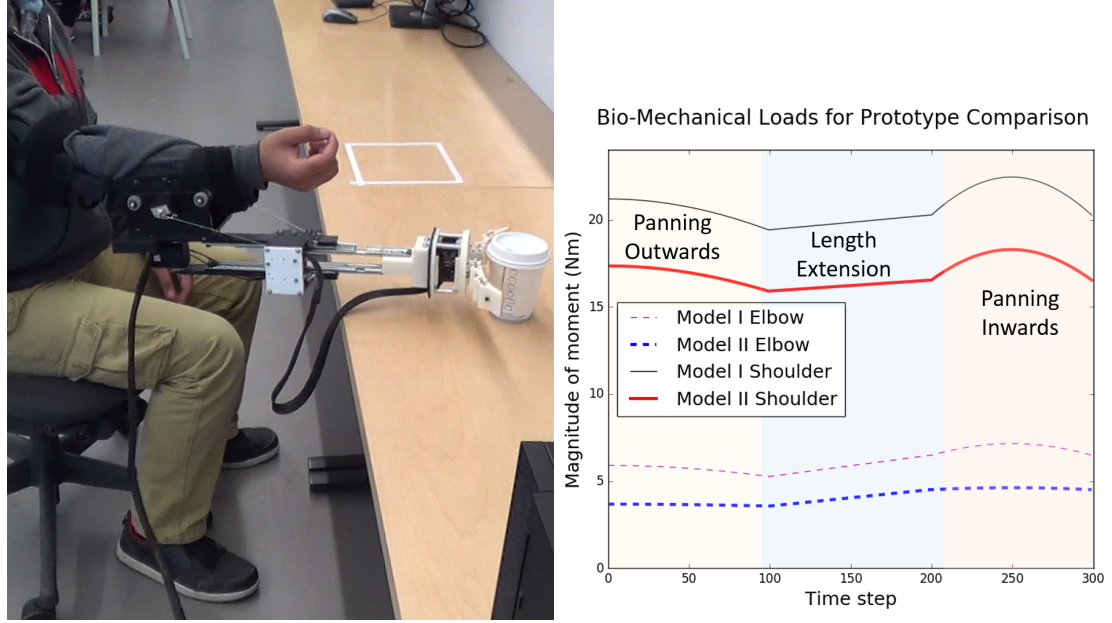 Bio-Mechanical Loads for Prototype Comparison
Magnitude of moment (Nm)
20
15
10
5
0
Panning
Outwards
Length
Extension
Panning
Inwards
Model I Elbow
Model II Elbow
Model I Shoulder
Model II Shoulder
0 50 100 150 200 250 300
Time step